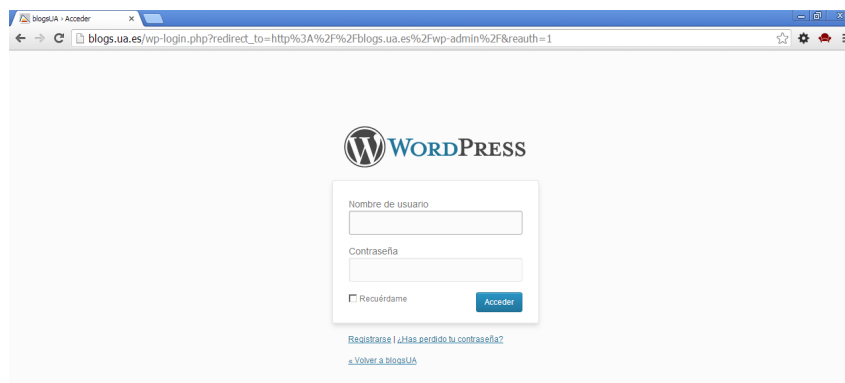 blogsUA › Acceder
blogs.ua.es/wp-login.php?redirect_to=http%3A%2F%2Fblogs.ua.es%2Fwp-admin%2F&reauth=1
WORDPRESS
Nombre de usuario
Contraseña
Recuérdame
Acceder
Registrarse | ¿Has perdido tu contraseña?
« Volver a blogsUA